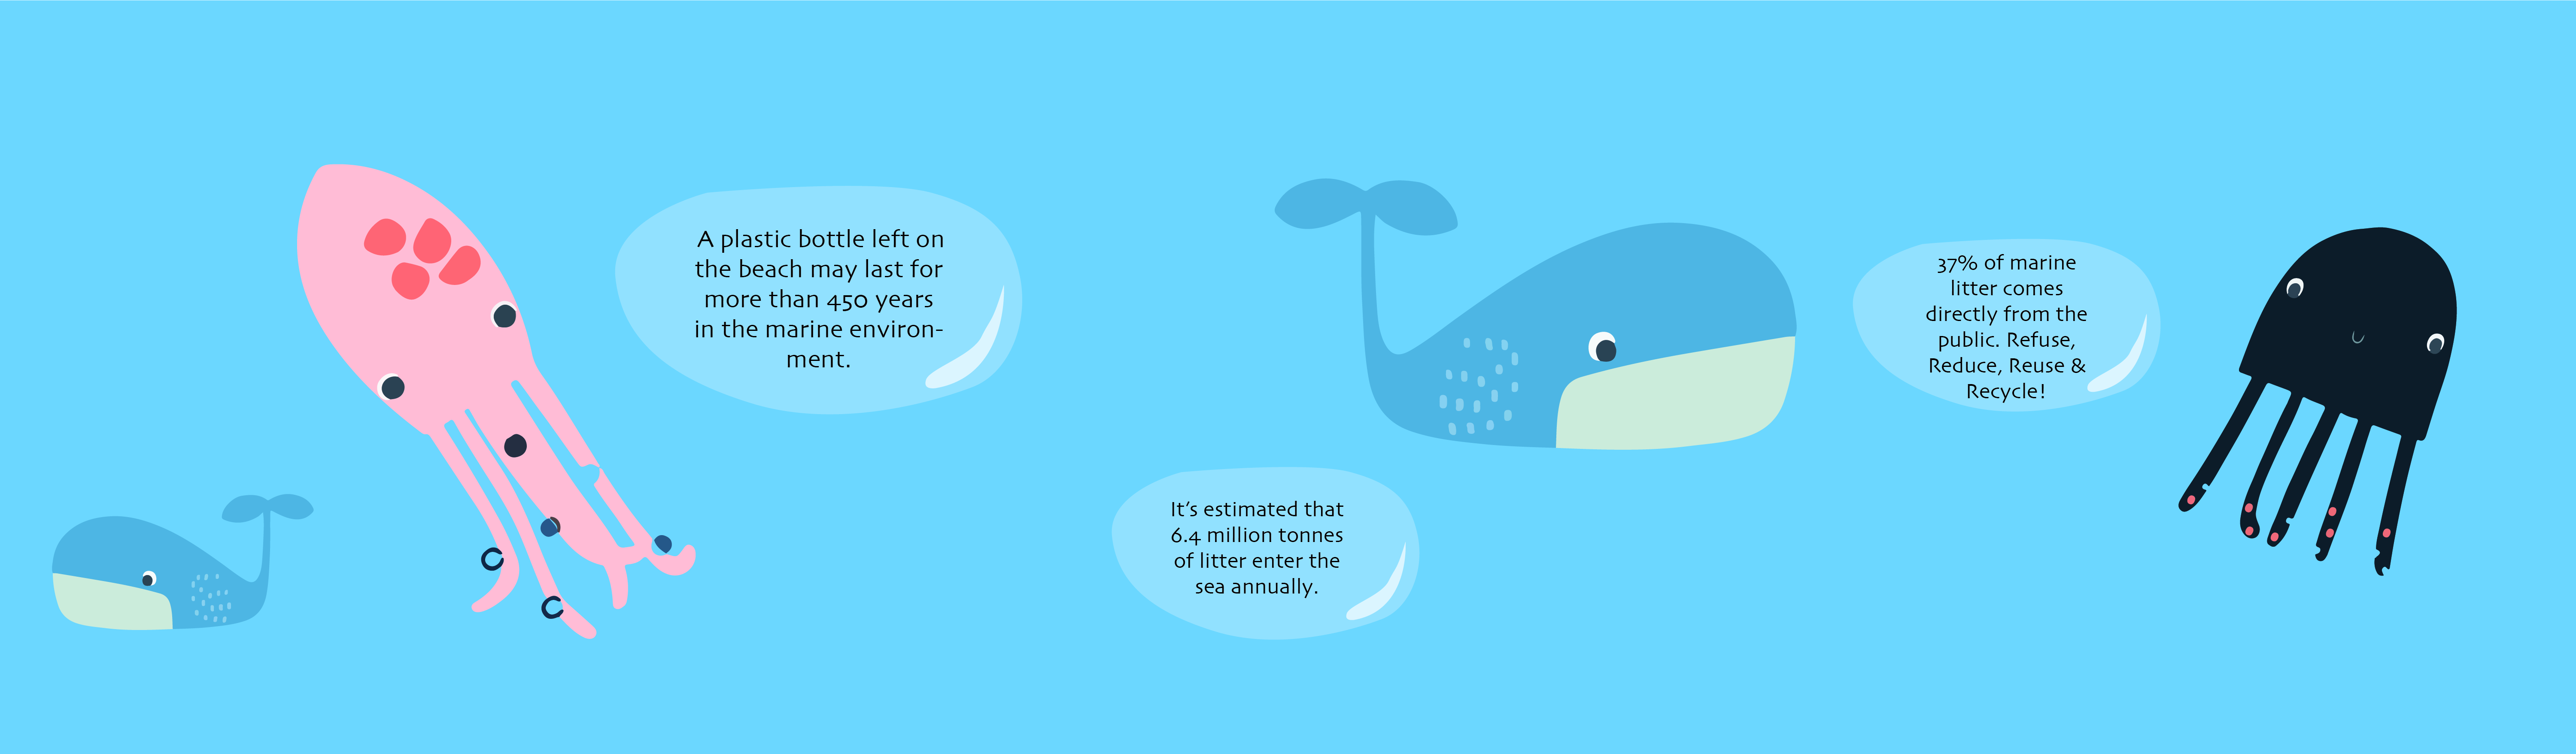 A plastic bottle left on
the beach may last for
more than 450 years
in the marine environ-
ment.
It's estimated that
6.4 million tonnes
of litter enter the
sea annually.
37% of marine
litter comes
directly from the
public. Refuse,
Reduce, Reuse &
Recycle!